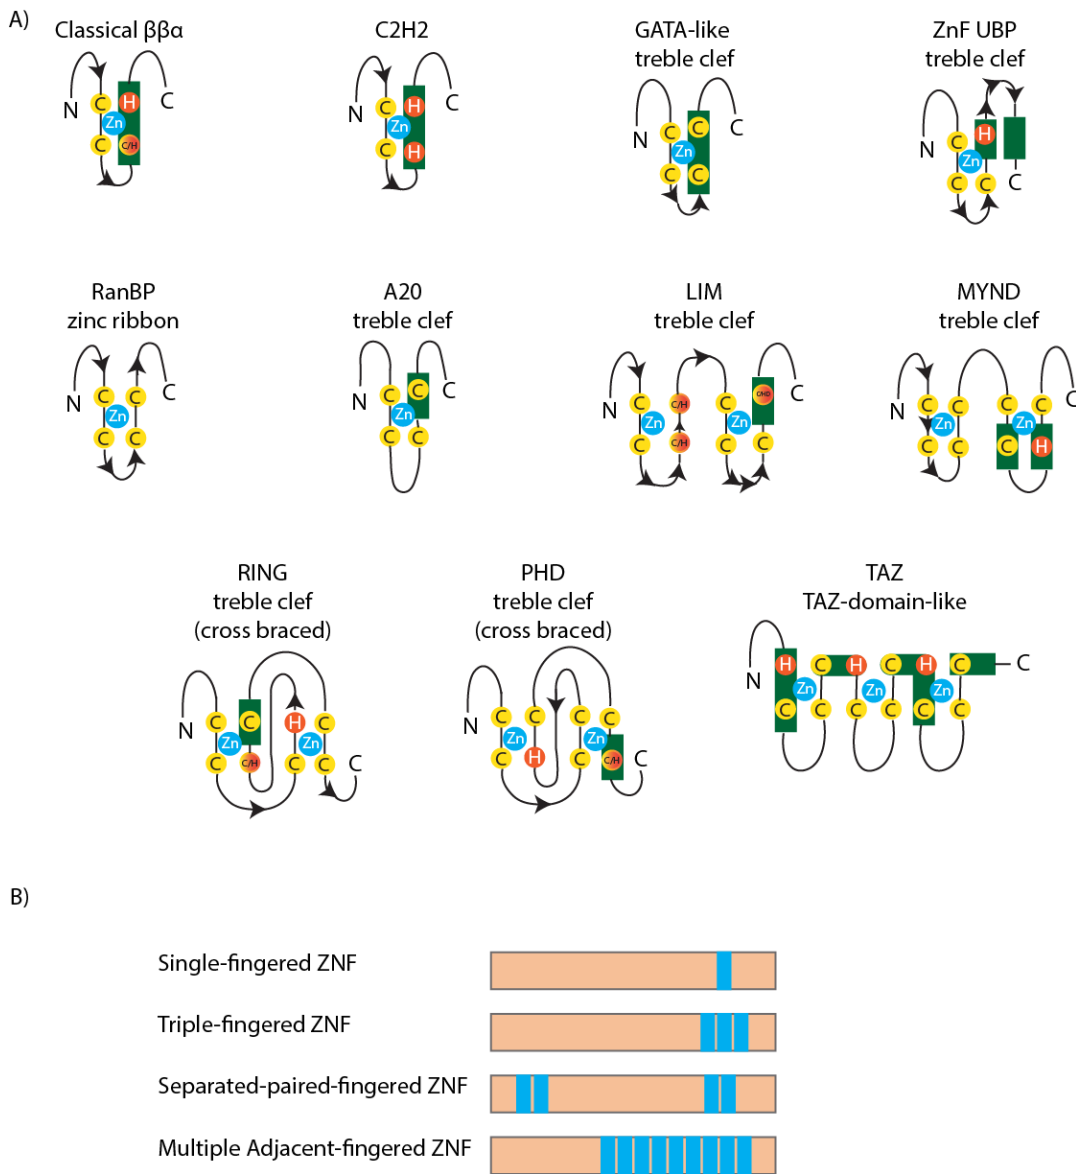 A)
Classical ββα
C2H2
GATA-like
treble clef
ZnF UBP
treble clef
N
C
C
Zn
H
C/H
C
N
C
C
Zn
H
H
C
N
C
C
Zn
C
C
C
N
C
C
Zn
H
C
C
RanBP
zinc ribbon
A20
treble clef
LIM
treble clef
MYND
treble clef
N
C
C
Zn
C
C
C
N
C
C
Zn
C
C
C
N
C
C
Zn
C/H
C/H
C
C
Zn
C
C
N
C
C
Zn
C
C
C
C
Zn
C
H
C
RING
treble clef
(cross braced)
PHD
treble clef
(cross braced)
TAZ
TAZ-domain-like
N
C
C
Zn
C
C/H
H
C
Zn
C
C
C
N
C
C
Zn
C
H
C
C
Zn
C
C/H
C
N
H
C
Zn
C
C
H
C
Zn
C
C
H
C
Zn
C
C
C
B)
Single-fingered ZNF
Triple-fingered ZNF
Separated-paired-fingered ZNF
Multiple Adjacent-fingered ZNF